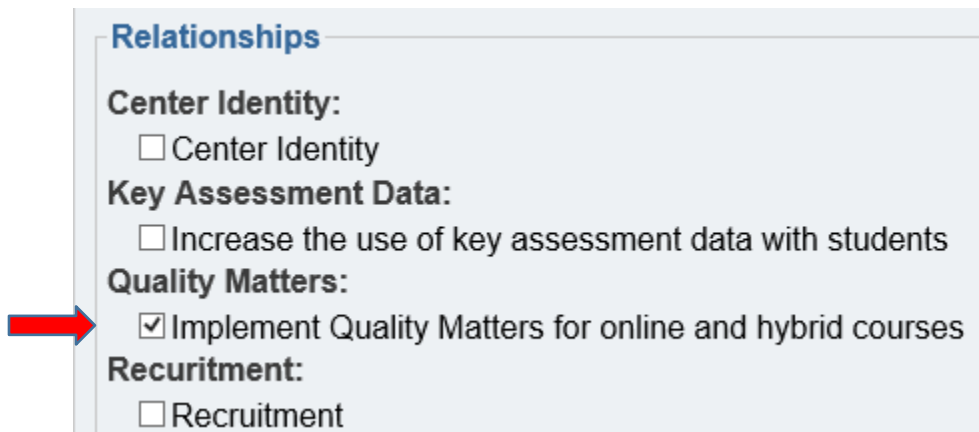 Relationships
Center Identity:
Center Identity
Key Assessment Data:
Increase the use of key assessment data with students
Quality Matters:
Implement Quality Matters for online and hybrid courses
Recuritment:
Recruitment